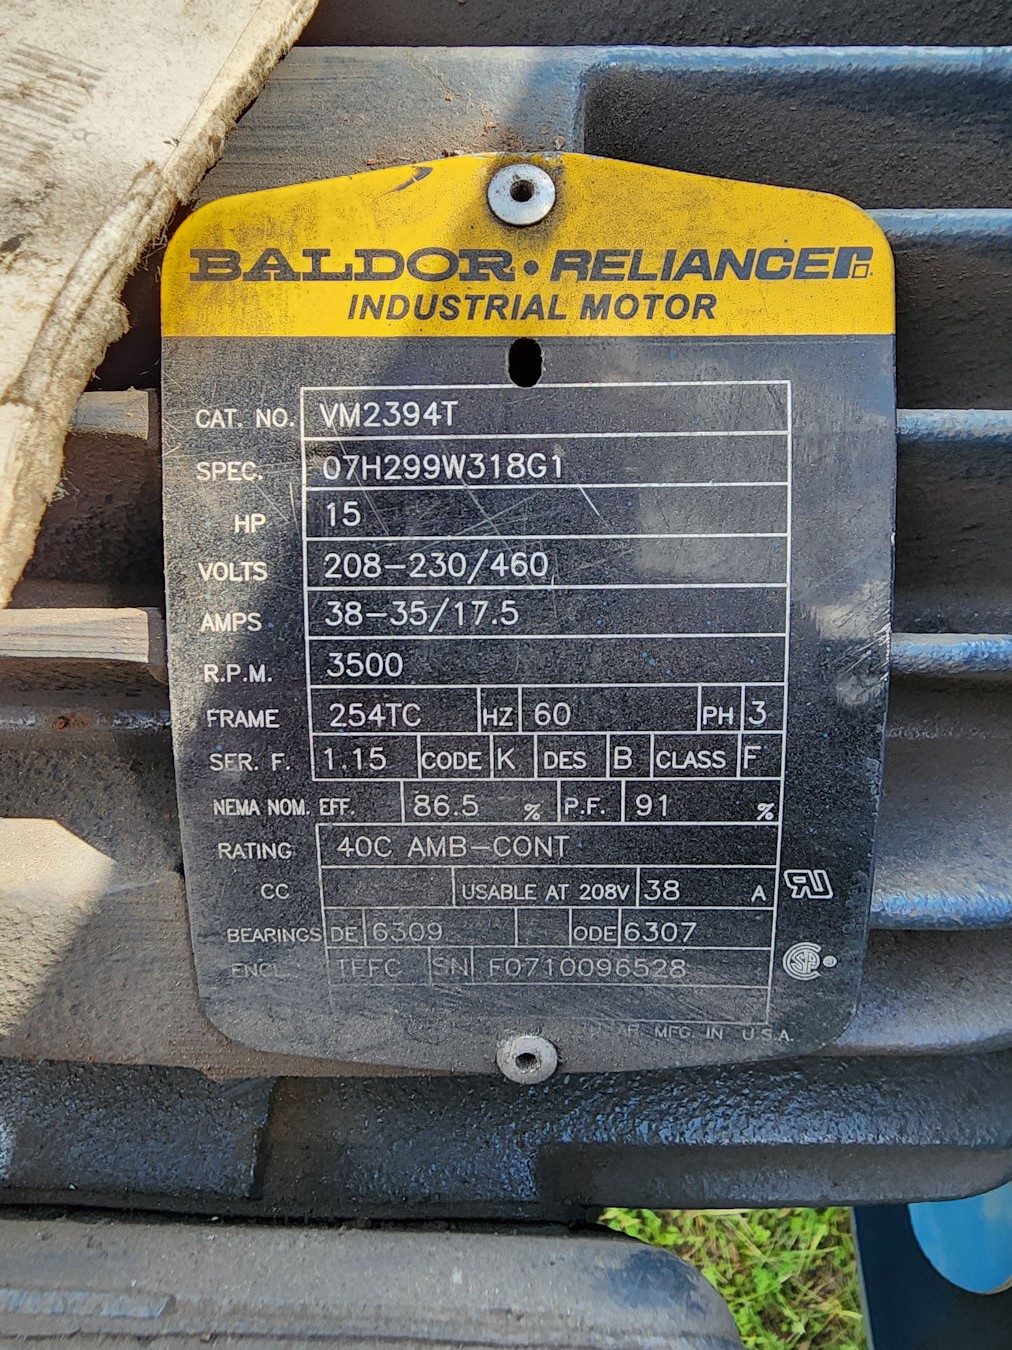 BALDOR • RELIANCER
INDUSTRIAL MOTOR
CAT. NO. VM2394T
SPEC. 07H299W318G1
HP 15
VOLTS 208-230/460
AMPS 38-35/17.5
R.P.M. 3500
FRAME 254TC HZ 60 PH 3
SER. F. 1.15 CODE K DES B CLASS F
NEMA NOM. EFF. 86.5 % P.F. 91 %
RATING 40C AMB-CONT
CC USABLE AT 208V 38 A
BEARINGS DE 6309 ODE 6307
ENCL TEFC SN F0710096528
MFG. IN U.S.A.